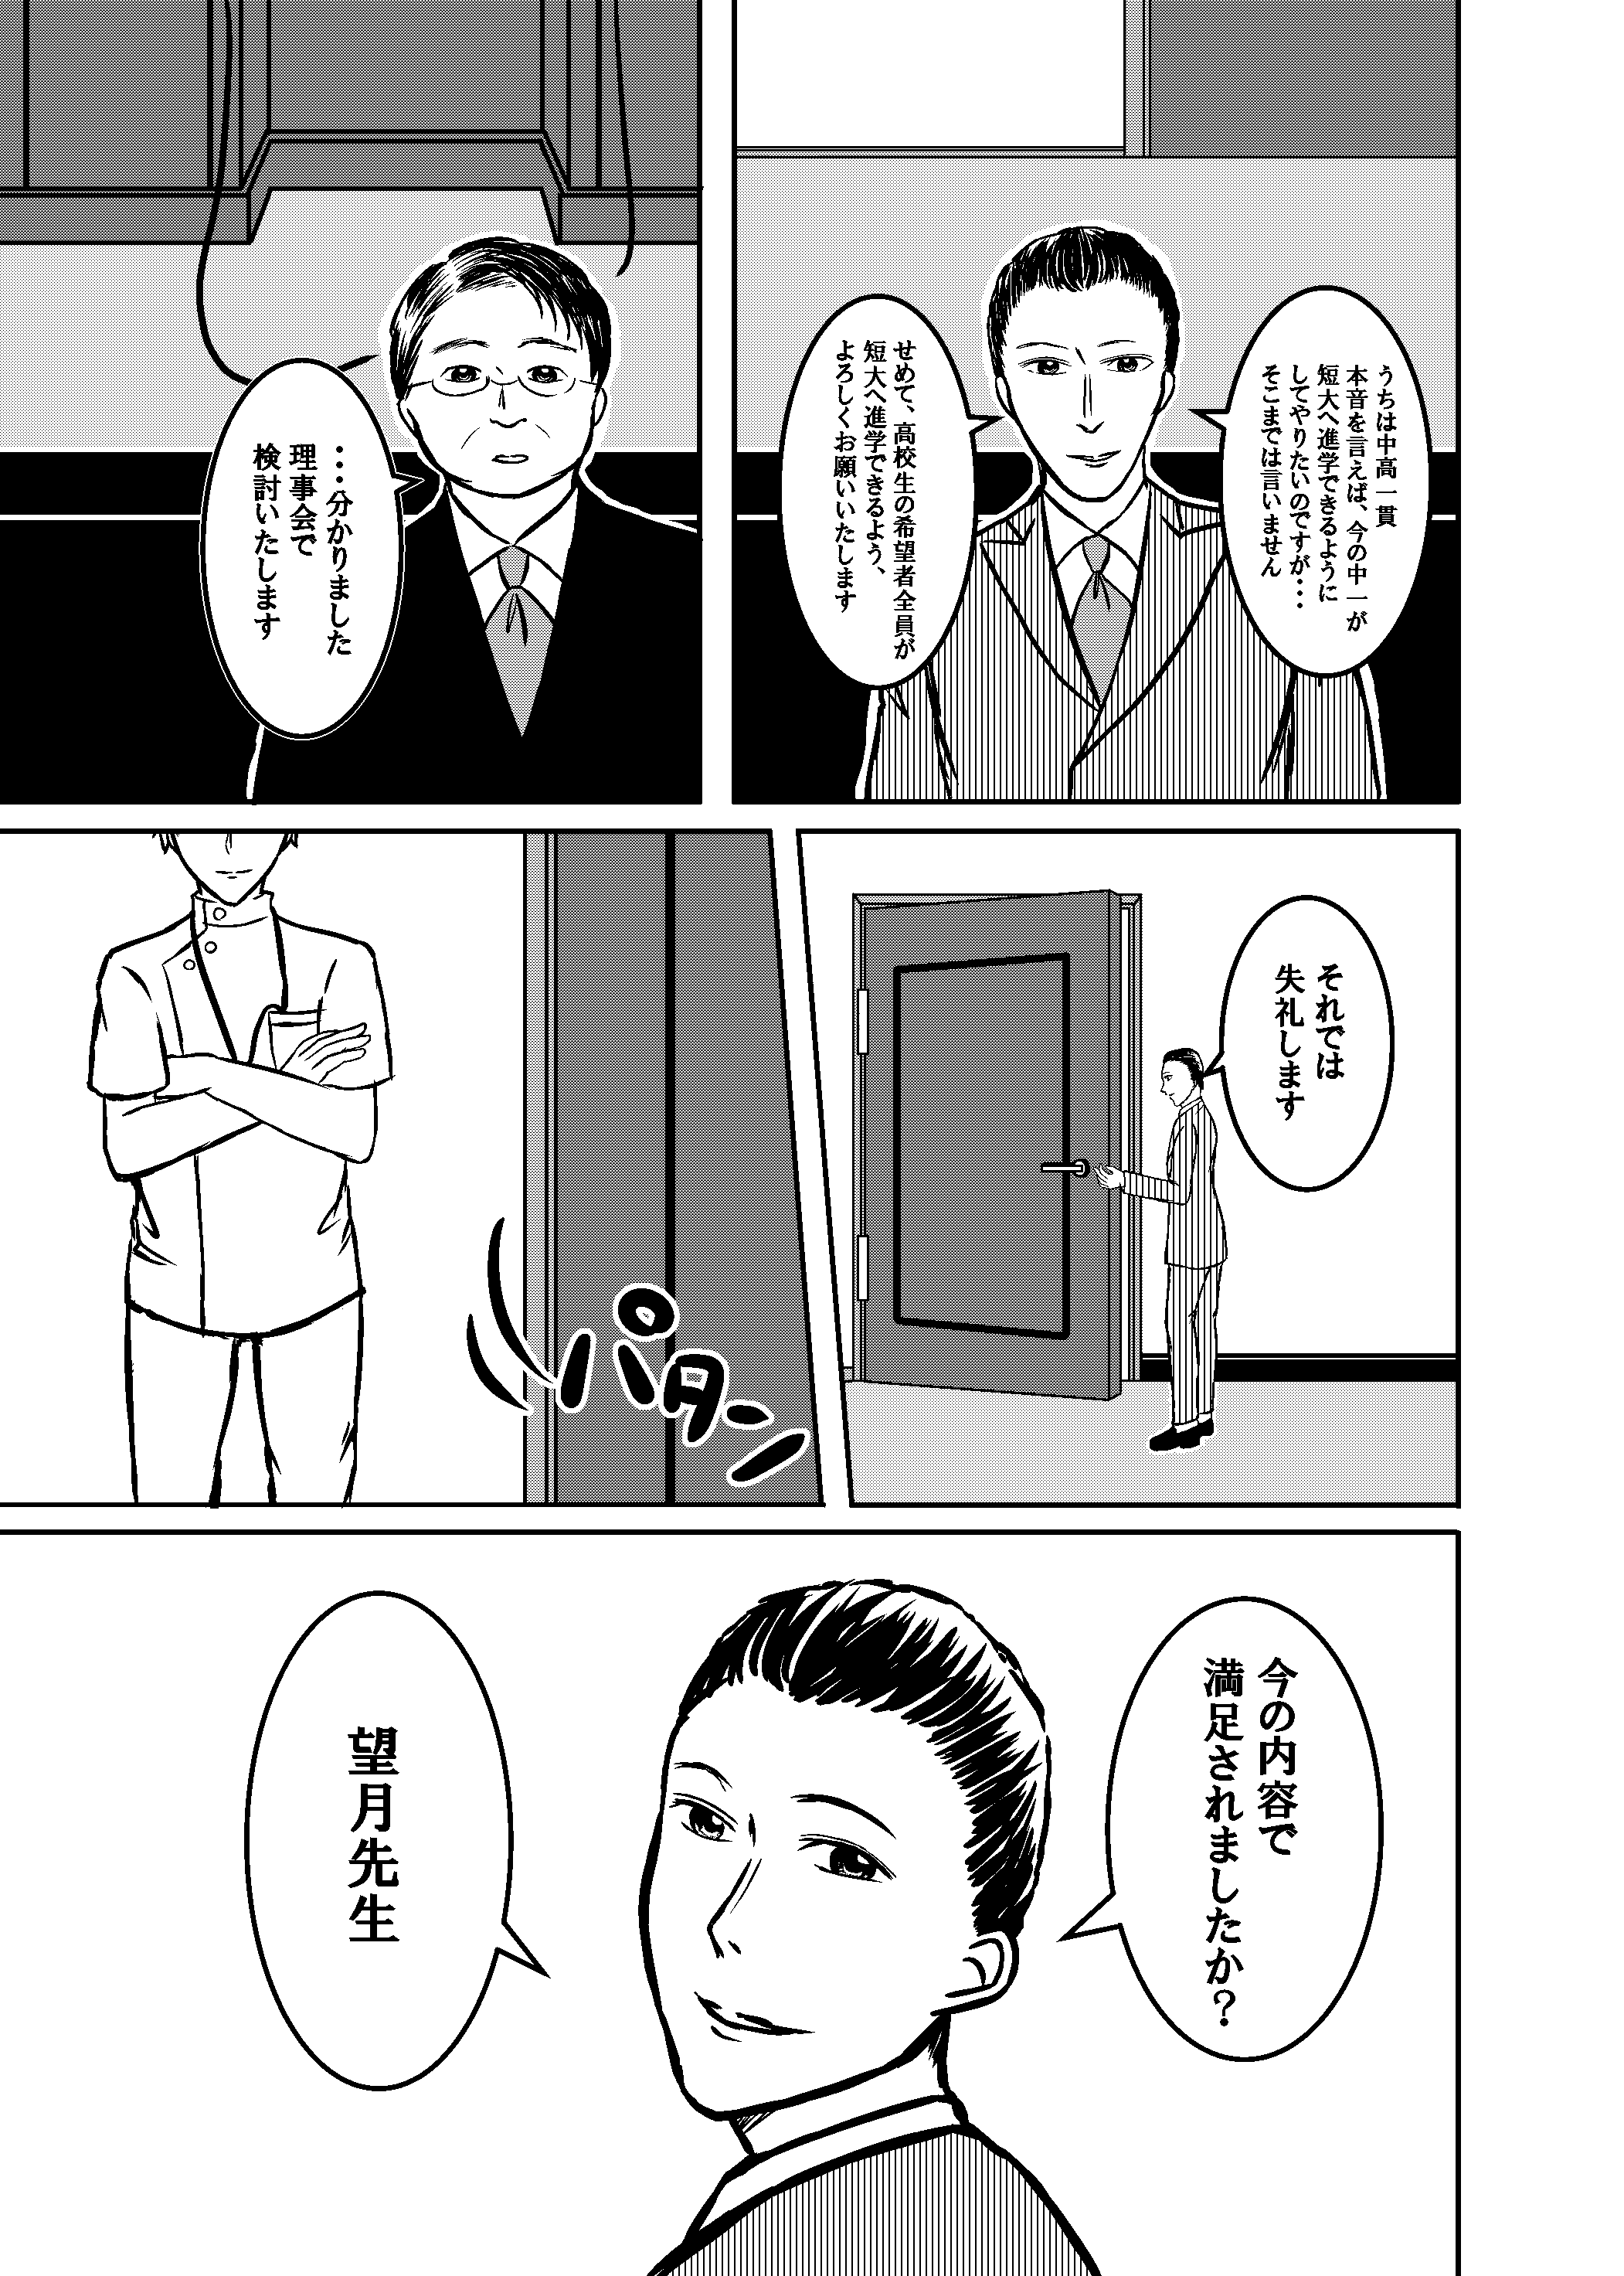 うちは中高一貫
本音を言えば、今の中一が
短大へ進学できるように
してやりたいのですが・・・
そこまでは言いません
せめて、高校生の希望者全員が
短大へ進学できるよう、
よろしくお願いいたします
・・・分かりました
理事会で
検討いたします
それでは
失礼します
パタン
今の内容で
満足されましたか?
望月先生